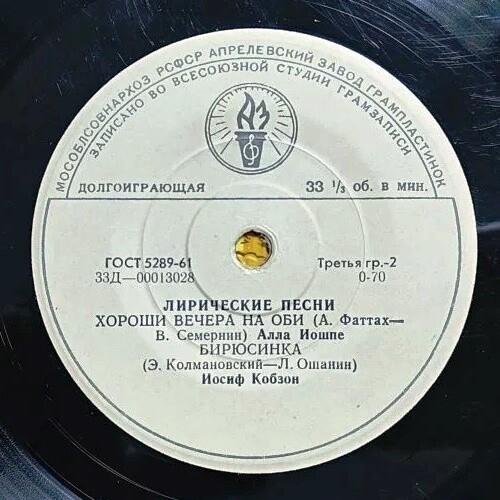 МОСОБЛСОВНАРХОЗ РСФСР АПРЕЛЕВСКИЙ ЗАВОД ГРАМПЛАСТИНОК
ЗАПИСАНО ВО ВСЕСОЮЗНОЙ СТУДИИ ГРАМЗАПИСИ
АЗ
ДОЛГОИГРАЮЩАЯ 33 1/3 об. в мин.
ГОСТ 5289-61 Третья гр.-2
33Д—00013028 0-70
ЛИРИЧЕСКИЕ ПЕСНИ
ХОРОШИ ВЕЧЕРА НА ОБИ (А. Фаттах—
В. Семернин) Алла Иошпе
БИРЮСИНКА
(Э. Колмановский—Л. Ошанин)
Иосиф Кобзон